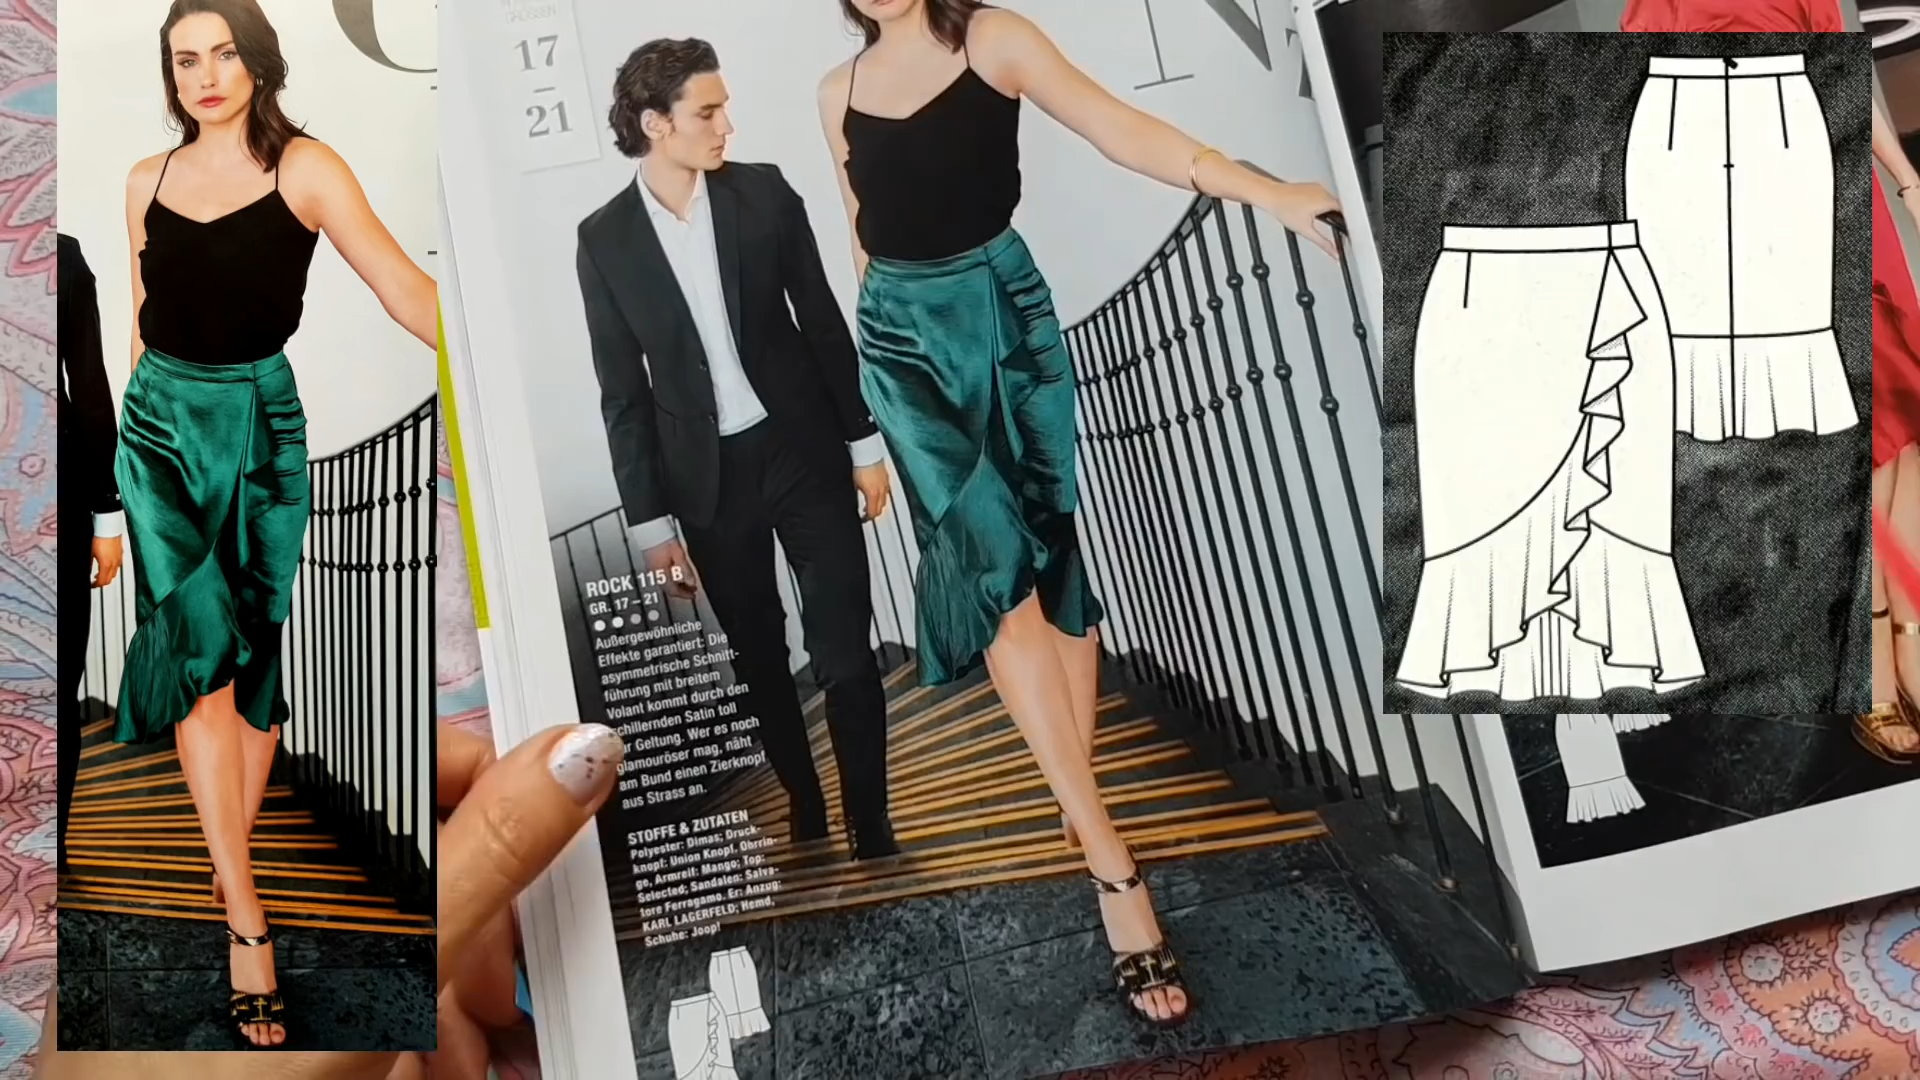 GRÖSSEN
17
–
21
N
ROCK 115 B
GR. 17 – 21
Außergewöhnliche
Effekte garantiert: Die
asymmetrische Schnitt-
führung mit breitem
Volant kommt durch den
schillernden Satin toll
zur Geltung. Wer es noch
glamouröser mag, näht
am Bund einen Zierknopf
aus Strass an.
STOFFE & ZUTATEN
Polyester: Dimas; Druck-
knopf: Union Knopf. Ohrrin-
ge, Armreif: Mango; Top:
Selected; Sandalen: Salva-
tore Ferragamo. Er: Anzug:
KARL LAGERFELD; Hemd,
Schuhe: Joop!